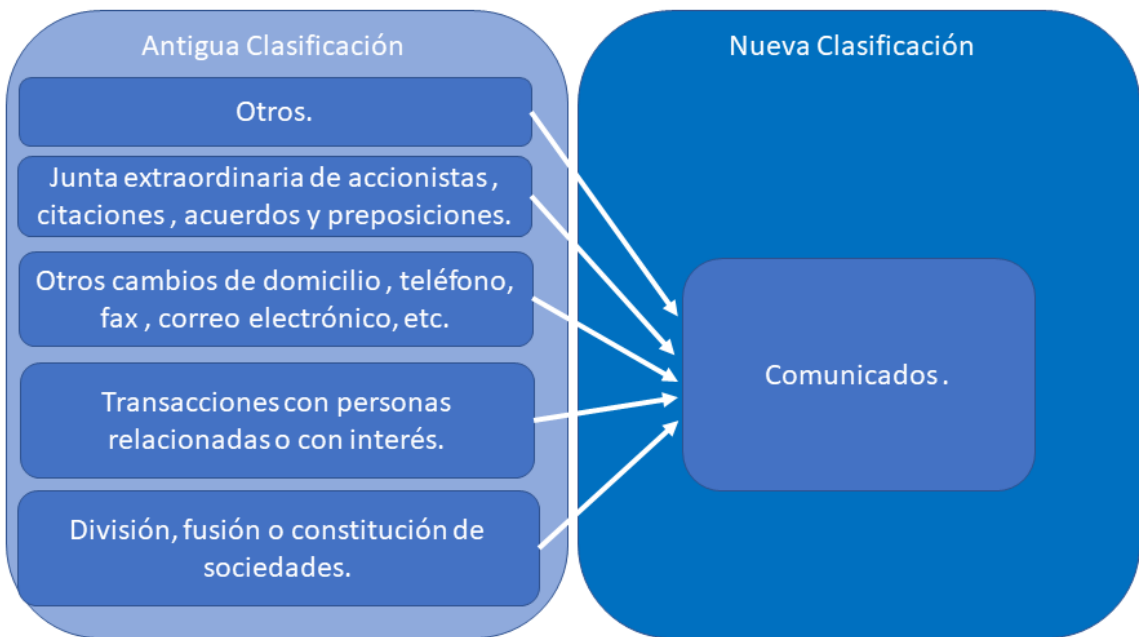 Antigua Clasificación
Otros.
Junta extraordinaria de accionistas ,
citaciones , acuerdos y preposiciones.
Otros cambios de domicilio , teléfono,
fax , correo electrónico, etc.
Transacciones con personas
relacionadas o con interés.
División, fusión o constitución de
sociedades.
Nueva Clasificación
Comunicados .